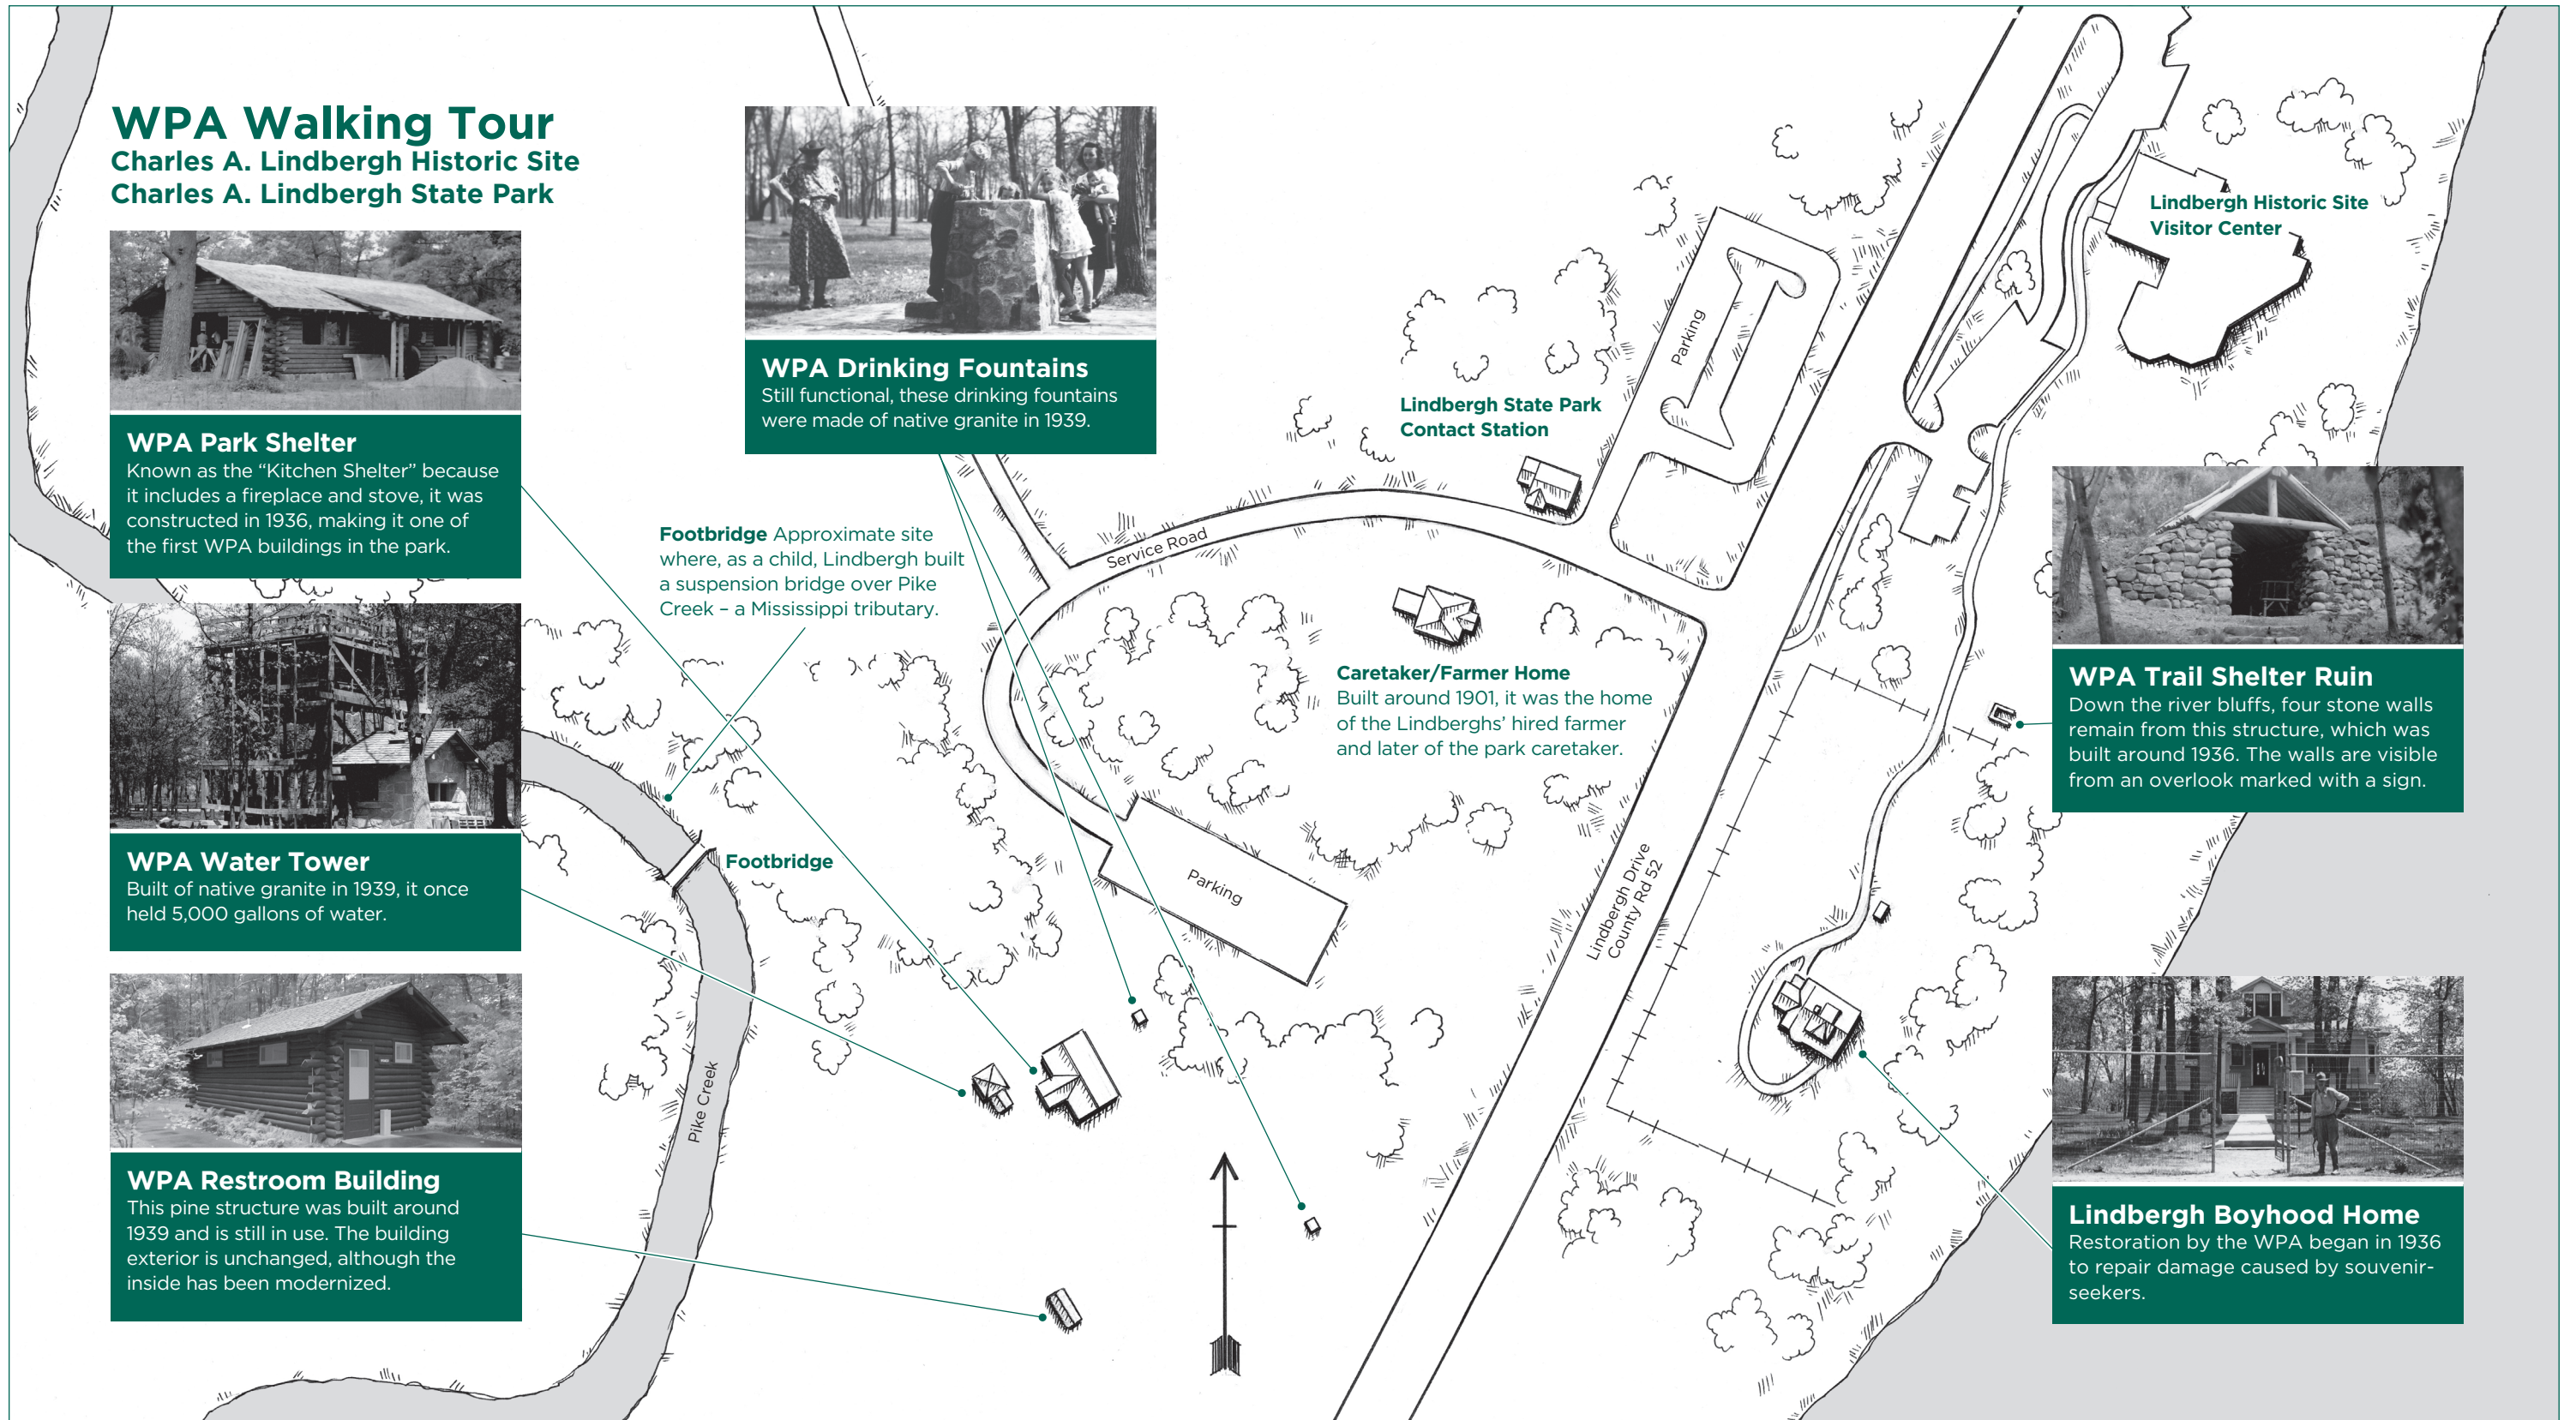 WPA Walking Tour
Charles A. Lindbergh Historic Site
Charles A. Lindbergh State Park
WPA Park Shelter
Known as the “Kitchen Shelter” because
it includes a fireplace and stove, it was
constructed in 1936, making it one of
the first WPA buildings in the park.
WPA Water Tower
Built of native granite in 1939, it once
held 5,000 gallons of water.
WPA Restroom Building
This pine structure was built around
1939 and is still in use. The building
exterior is unchanged, although the
inside has been modernized.
WPA Drinking Fountains
Still functional, these drinking fountains
were made of native granite in 1939.
Footbridge Approximate site
where, as a child, Lindbergh built
a suspension bridge over Pike
Creek – a Mississippi tributary.
Footbridge
Pike Creek
Service Road
Parking
Lindbergh State Park
Contact Station
Parking
Caretaker/Farmer Home
Built around 1901, it was the home
of the Lindberghs’ hired farmer
and later of the park caretaker.
Lindbergh Drive
County Rd 52
Lindbergh Historic Site
Visitor Center
WPA Trail Shelter Ruin
Down the river bluffs, four stone walls
remain from this structure, which was
built around 1936. The walls are visible
from an overlook marked with a sign.
Lindbergh Boyhood Home
Restoration by the WPA began in 1936
to repair damage caused by souvenir-
seekers.